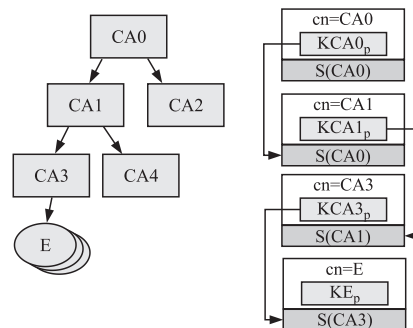 CA0
CA1
CA2
CA3
CA4
E
cn=CA0
KCA0p
S(CA0)
cn=CA1
KCA1p
S(CA0)
cn=CA3
KCA3p
S(CA1)
cn=E
KEp
S(CA3)